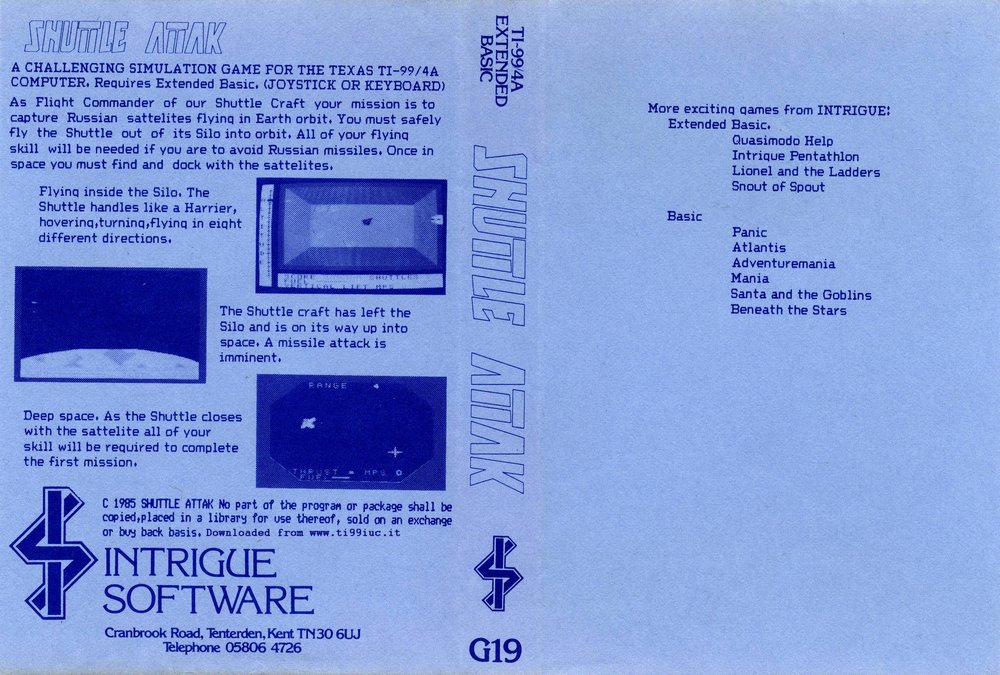 SHUTTLE ATTAK
A CHALLENGING SIMULATION GAME FOR THE TEXAS TI-99/4A
COMPUTER. Requires Extended Basic. (JOYSTICK OR KEYBOARD)
As Flight Commander of our Shuttle Craft your mission is to
capture Russian sattelites flying in Earth orbit. You must safely
fly the Shuttle out of its Silo into orbit. All of your flying
skill will be needed if you are to avoid Russian missiles. Once in
space you must find and dock with the sattelites.
Flying inside the Silo. The
Shuttle handles like a Harrier,
hovering,turning,flying in eight
different directions.
SCORE SHUTTLES
FUEL
VERTICAL LIFT MPS
The Shuttle craft has left the
Silo and is on its way up into
space. A missile attack is
imminent.
RANGE 4
THRUST = MPS 0
FUEL
Deep space. As the Shuttle closes
with the sattelite all of your
skill will be required to complete
the first mission.
C 1985 SHUTTLE ATTAK No part of the program or package shall be
copied,placed in a library for use thereof, sold on an exchange
or buy back basis. Downloaded from www.ti99iuc.it
INTRIGUE
SOFTWARE
Cranbrook Road, Tenterden, Kent TN30 6UJ
Telephone 05806 4726
TI-99/4A
EXTENDED
BASIC
SHUTTLE ATTAK
G19
More exciting games from INTRIGUE:
Extended Basic.
Quasimodo Help
Intrigue Pentathlon
Lionel and the Ladders
Snout of Spout
Basic
Panic
Atlantis
Adventuremania
Mania
Santa and the Goblins
Beneath the Stars